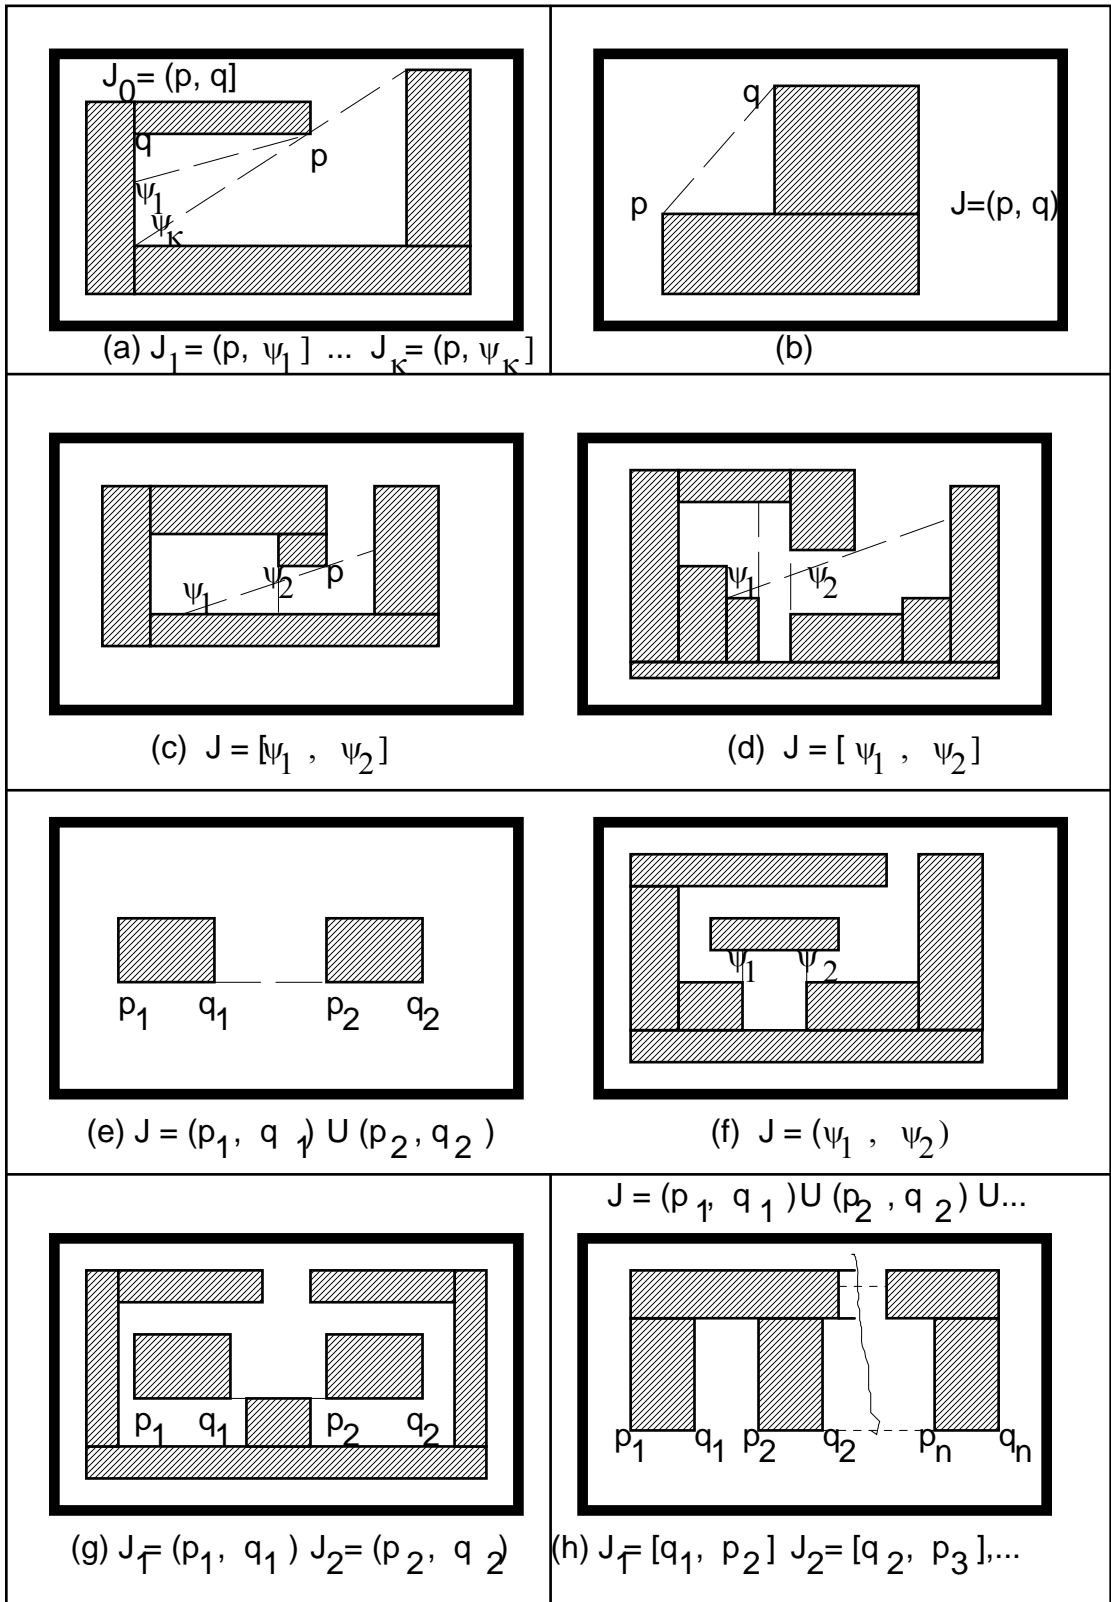 J0= (p, q]
q
p
ψ1
ψκ
(a) J1= (p, ψ1] ... Jκ= (p, ψκ]
q
p
J=(p, q)
(b)
ψ1
ψ2
p
(c) J = [ψ1 , ψ2]
ψ1
ψ2
(d) J = [ ψ1 , ψ2]
p1 q1 p2 q2
(e) J = (p1, q1) U (p2, q2)
ψ1 ψ2
(f) J = (ψ1 , ψ2)
p1 q1 p2 q2
(g) J1= (p1, q1) J2= (p2, q2)
J = (p1, q1) U (p2, q2) U...
p1 q1 p2 q2 pn qn
(h) J1= [q1, p2] J2= [q2, p3],...